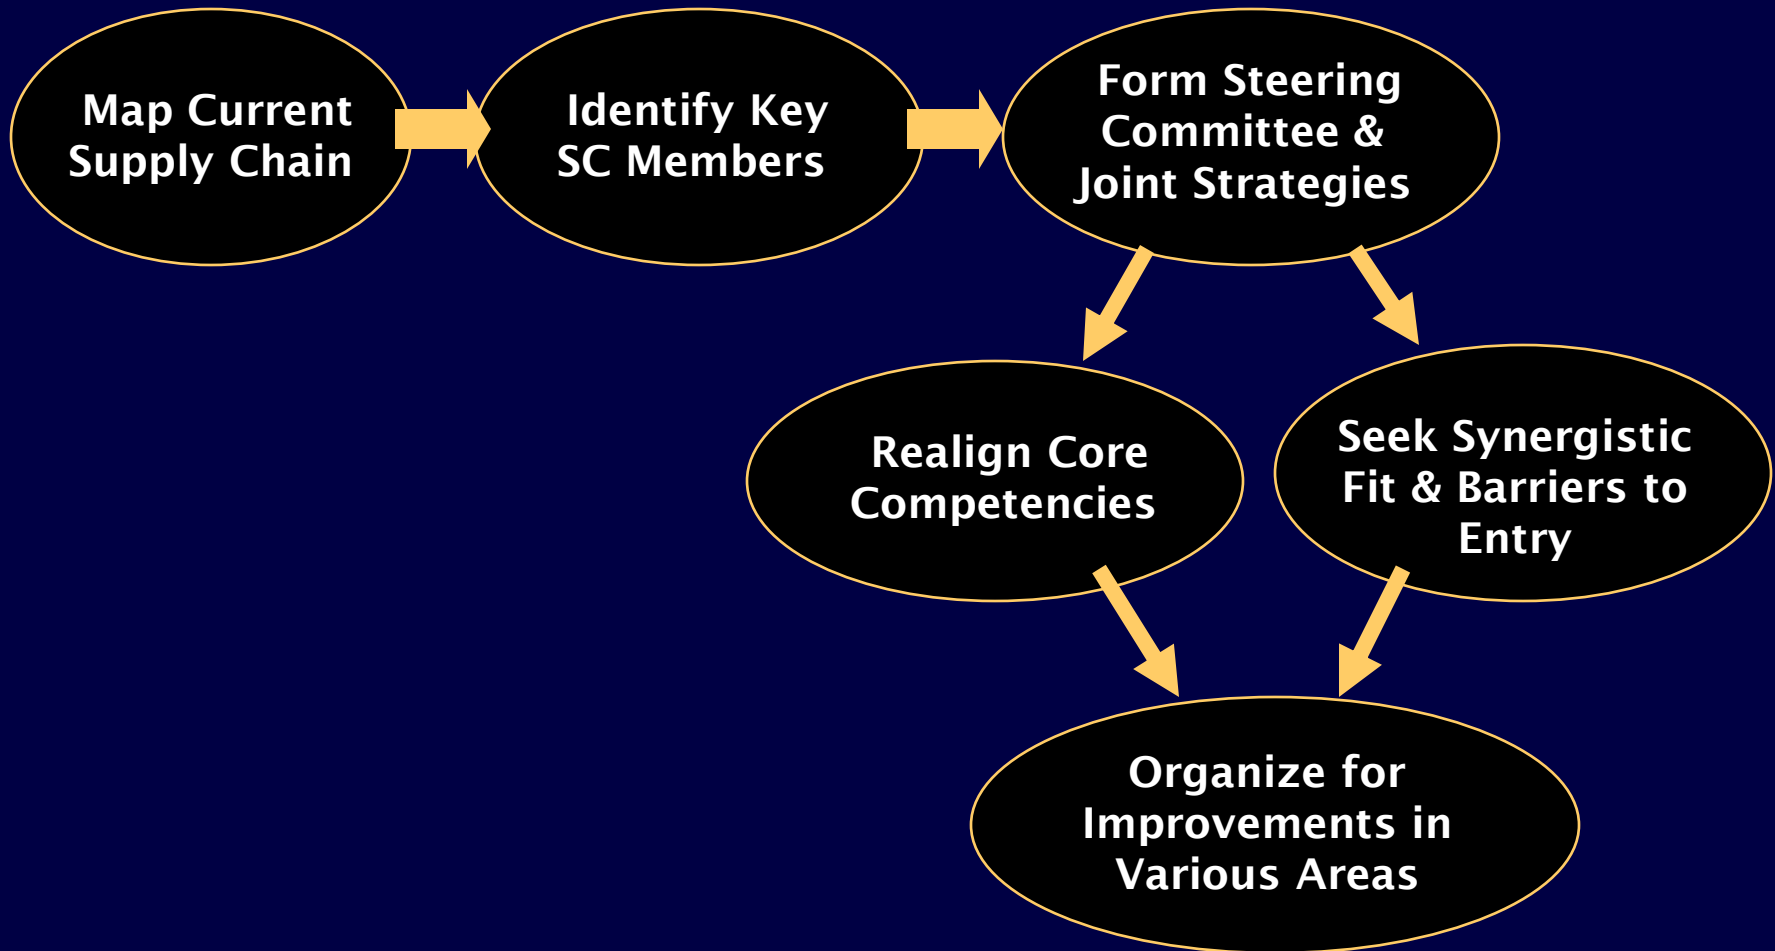 Map Current
Supply Chain
Identify Key
SC Members
Form Steering
Committee &
Joint Strategies
Realign Core
Competencies
Seek Synergistic
Fit & Barriers to
Entry
Organize for
Improvements in
Various Areas